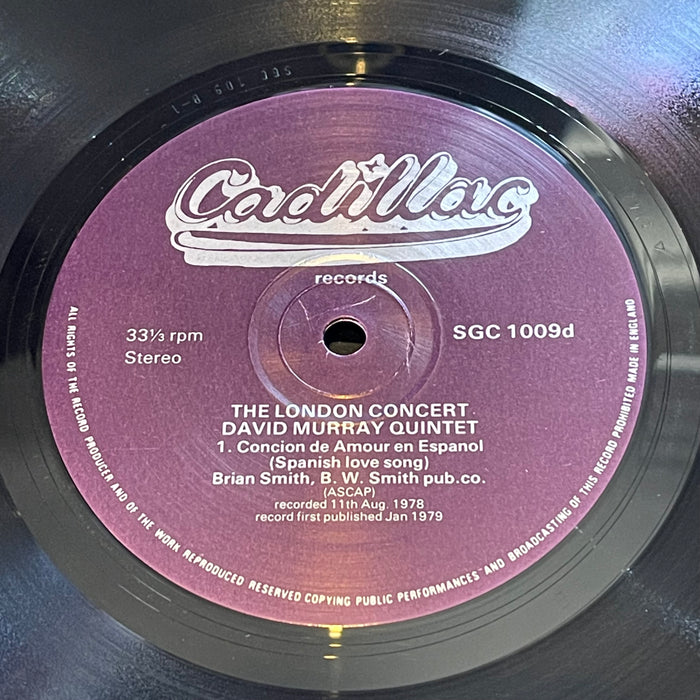 Cadillac
records
33⅓ rpm
Stereo
SGC 1009d
THE LONDON CONCERT
DAVID MURRAY QUINTET
1. Concion de Amour en Espanol
(Spanish love song)
Brian Smith, B. W. Smith pub.co.
(ASCAP)
recorded 11th Aug. 1978
record first published Jan 1979
ALL RIGHTS OF THE RECORD PRODUCER AND OF THE WORK REPRODUCED RESERVED COPYING PUBLIC PERFORMANCES AND BROADCASTING OF THIS RECORD PROHIBITED MADE IN ENGLAND